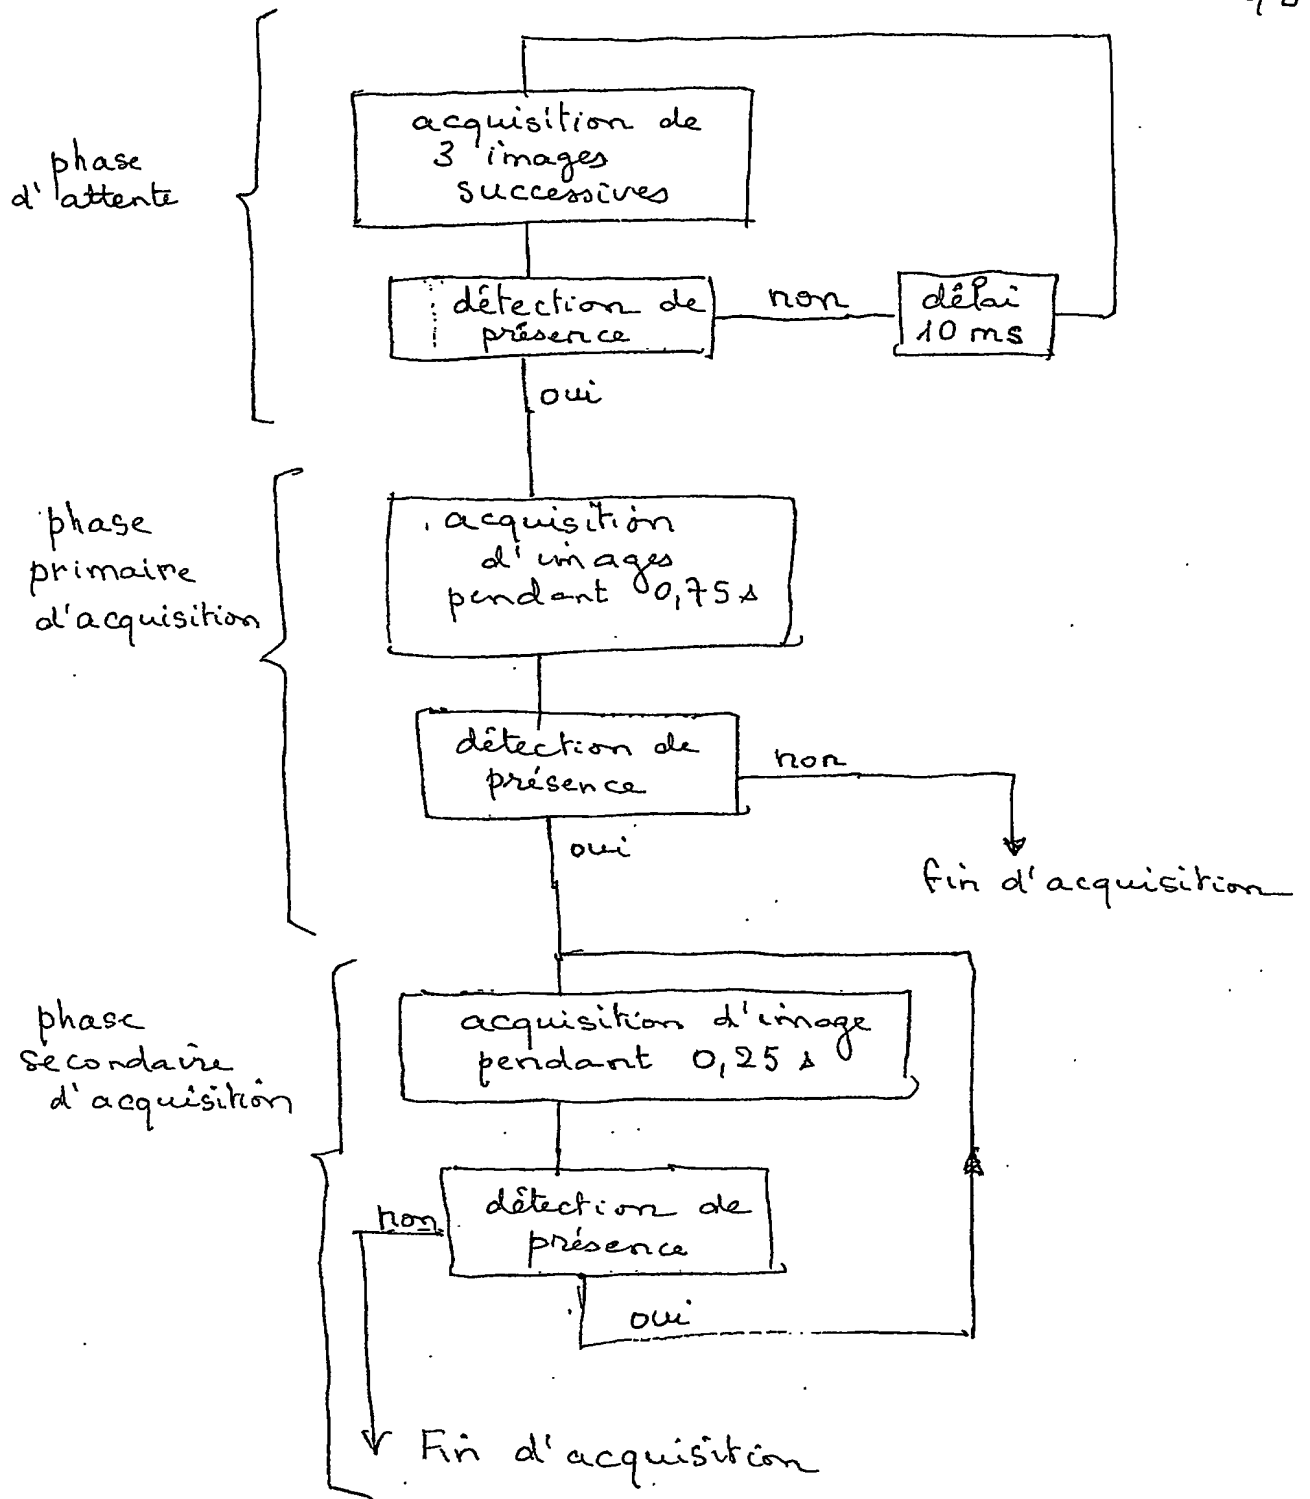 phase
d'attente
acquisition de
3 images
successives
détection de
présence
non
délai
10 ms
oui
phase
primaire
d'acquisition
acquisition
d'images
pendant 0,75 s
détection de
présence
non
oui
fin d'acquisition
phase
secondaire
d'acquisition
acquisition d'image
pendant 0,25 s
détection de
présence
non
oui
Fin d'acquisition